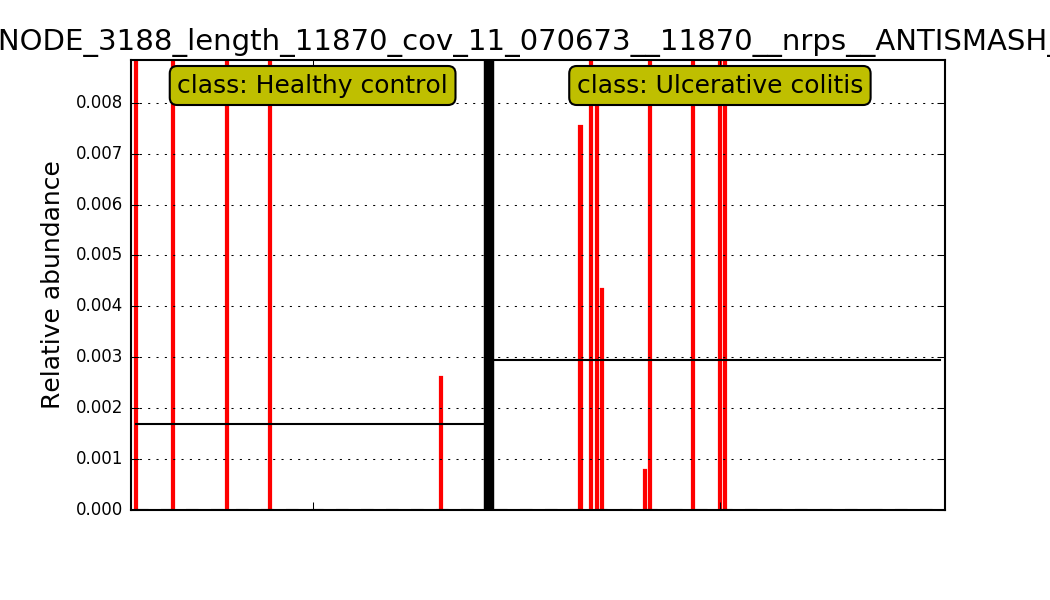 NODE_3188_length_11870_cov_11_070673__11870__nrps__ANTISMASH_
class: Healthy control
class: Ulcerative colitis
Relative abundance
0.008
0.007
0.006
0.005
0.004
0.003
0.002
0.001
0.000